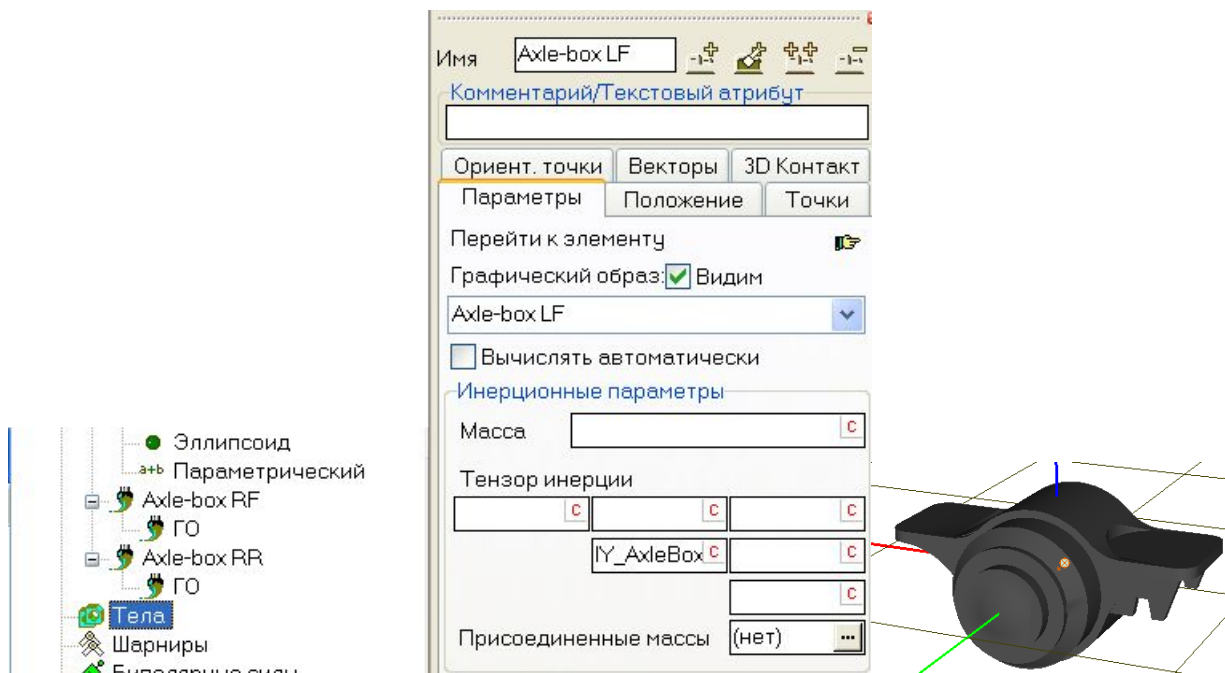 Эллипсоид
a+b Параметрический
Axle-box RF
ГО
Axle-box RR
ГО
Тела
Шарниры
Биполярные силы
Имя Axle-box LF
Комментарий/Текстовый атрибут
Ориент. точки Векторы 3D Контакт
Параметры Положение Точки
Перейти к элементу
Графический образ: Видим
Axle-box LF
Вычислять автоматически
Инерционные параметры
Масса C
Тензор инерции
C C C
IY_AxleBox C C
C
Присоединенные массы (нет) ...